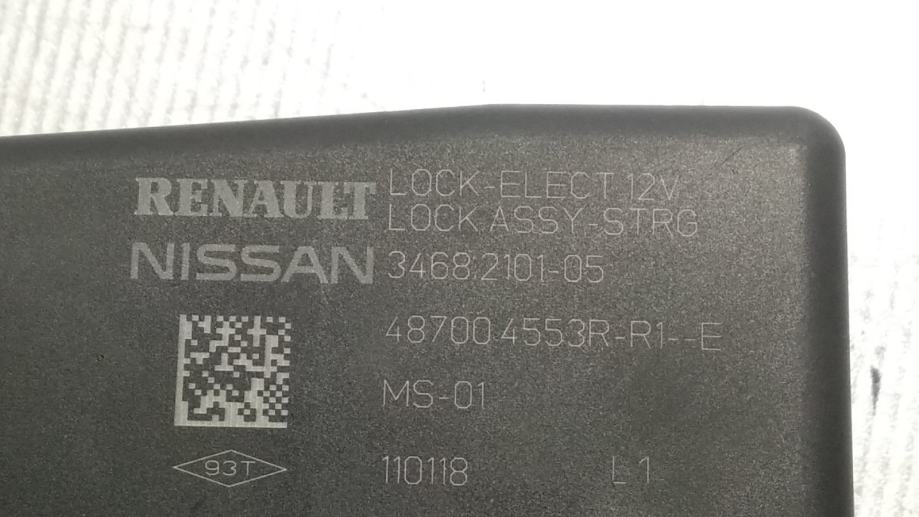 RENAULT LOCK-ELECT 12V
LOCK ASSY-STRG
NISSAN 3468.2101-05
48700 4553R-R1--E
MS-01
93T 110118 L1